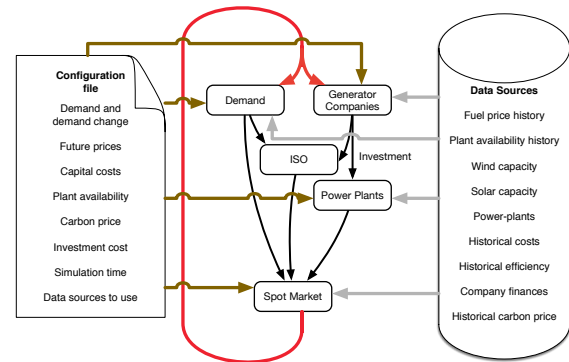 Configuration
file
Demand and
demand change
Future prices
Capital costs
Plant availability
Carbon price
Investment cost
Simulation time
Data sources to use
Demand
Generator
Companies
ISO
Investment
Power Plants
Spot Market
Data Sources
Fuel price history
Plant availability history
Wind capacity
Solar capacity
Power-plants
Historical costs
Historical efficiency
Company finances
Historical carbon price